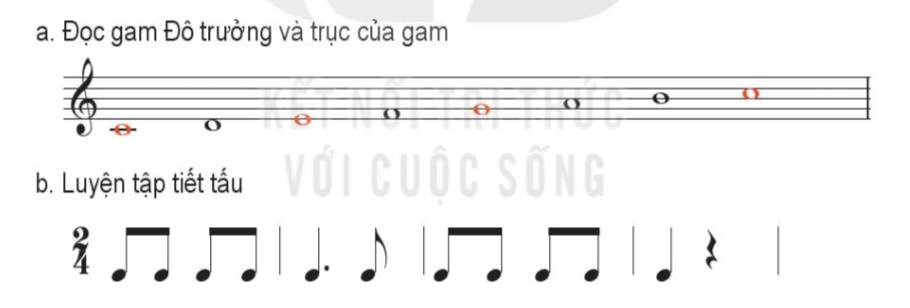 a. Đọc gam Đô trưởng và trục của gam
KẾT NỐI TRI THỨC
VỚI CUỘC SỐNG
b. Luyện tập tiết tấu
2
4